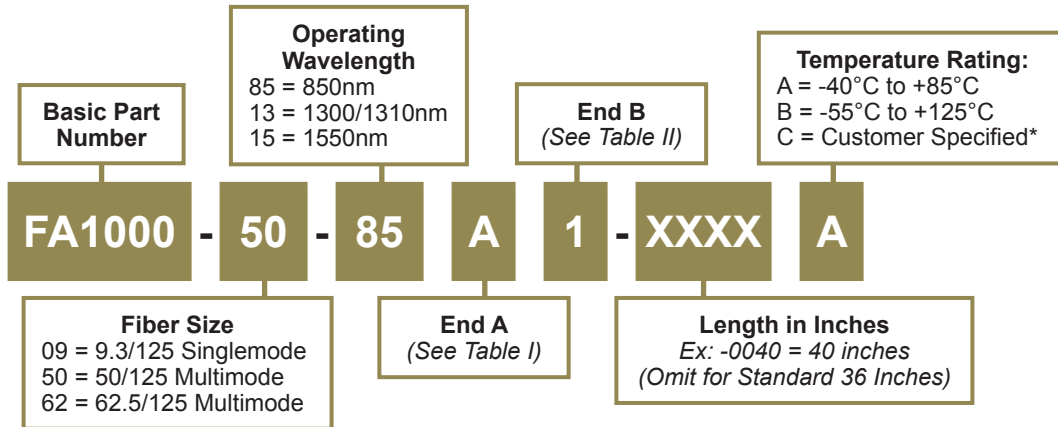 Operating
Wavelength
85 = 850nm
13 = 1300/1310nm
15 = 1550nm
Temperature Rating:
A = -40°C to +85°C
B = -55°C to +125°C
C = Customer Specified*
Basic Part
Number
End B
(See Table II)
FA1000 - 50 - 85 A 1 - XXXX A
Fiber Size
09 = 9.3/125 Singlemode
50 = 50/125 Multimode
62 = 62.5/125 Multimode
End A
(See Table I)
Length in Inches
Ex: -0040 = 40 inches
(Omit for Standard 36 Inches)